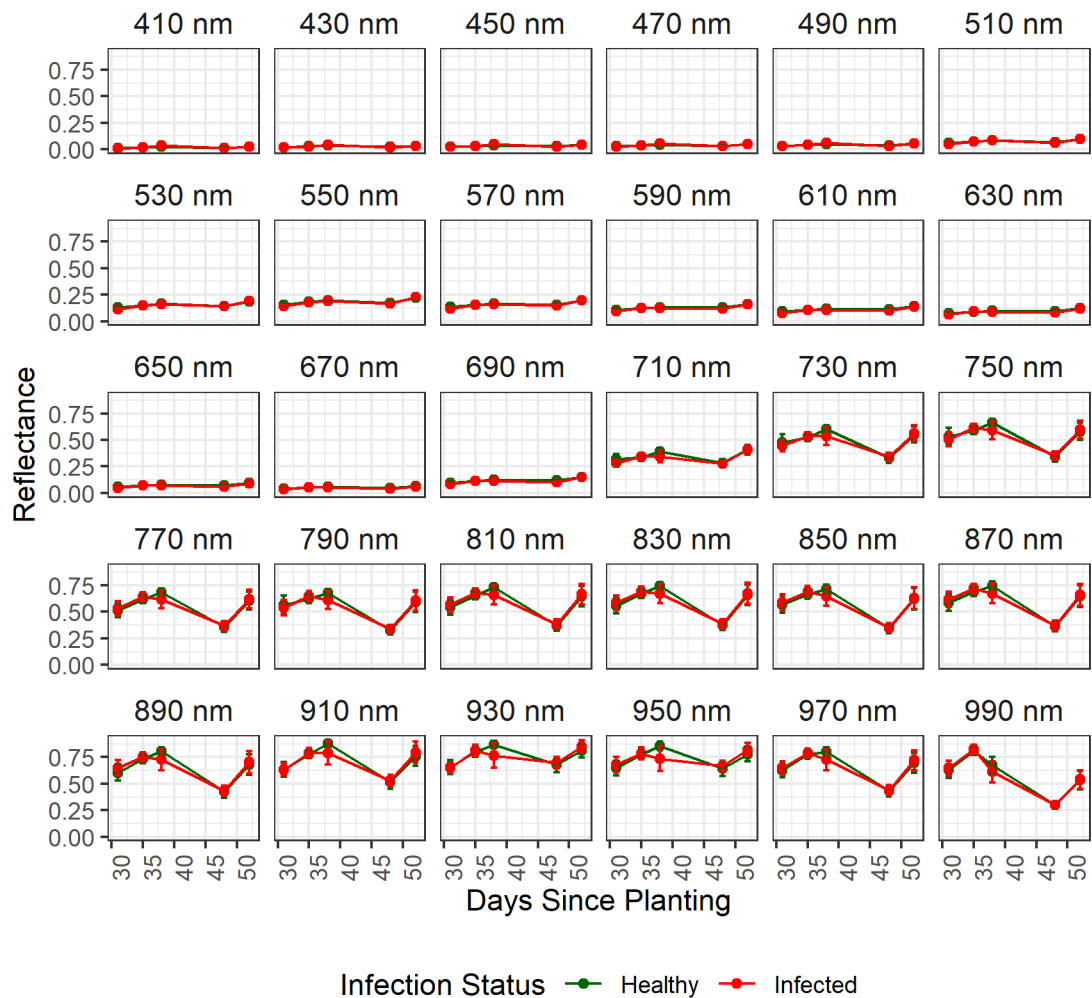 410 nm 430 nm 450 nm 470 nm 490 nm 510 nm
0.75
0.50
0.25
0.00
530 nm 550 nm 570 nm 590 nm 610 nm 630 nm
0.75
0.50
0.25
0.00
650 nm 670 nm 690 nm 710 nm 730 nm 750 nm
0.75
0.50
0.25
0.00
Reflectance
770 nm 790 nm 810 nm 830 nm 850 nm 870 nm
0.75
0.50
0.25
0.00
890 nm 910 nm 930 nm 950 nm 970 nm 990 nm
0.75
0.50
0.25
0.00
30 35 40 45 50 30 35 40 45 50 30 35 40 45 50 30 35 40 45 50 30 35 40 45 50 30 35 40 45 50
Days Since Planting
Infection Status Healthy Infected